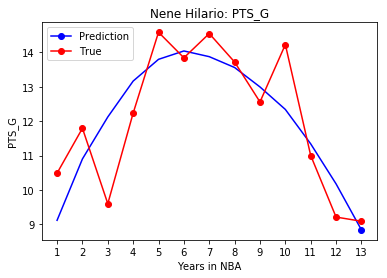 Nene Hilario: PTS_G
Prediction
True
14
13
12
11
10
9
PTS_G
1 2 3 4 5 6 7 8 9 10 11 12 13
Years in NBA